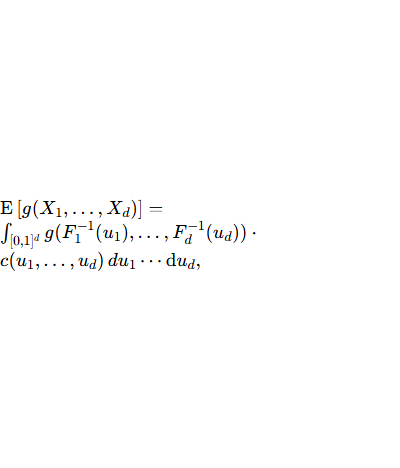 E [g(X₁, …, X_d)] =
∫_{[0,1]^d} g(F₁⁻¹(u₁), …, F_d⁻¹(u_d)) ·
c(u₁, …, u_d) du₁ ⋯ du_d,